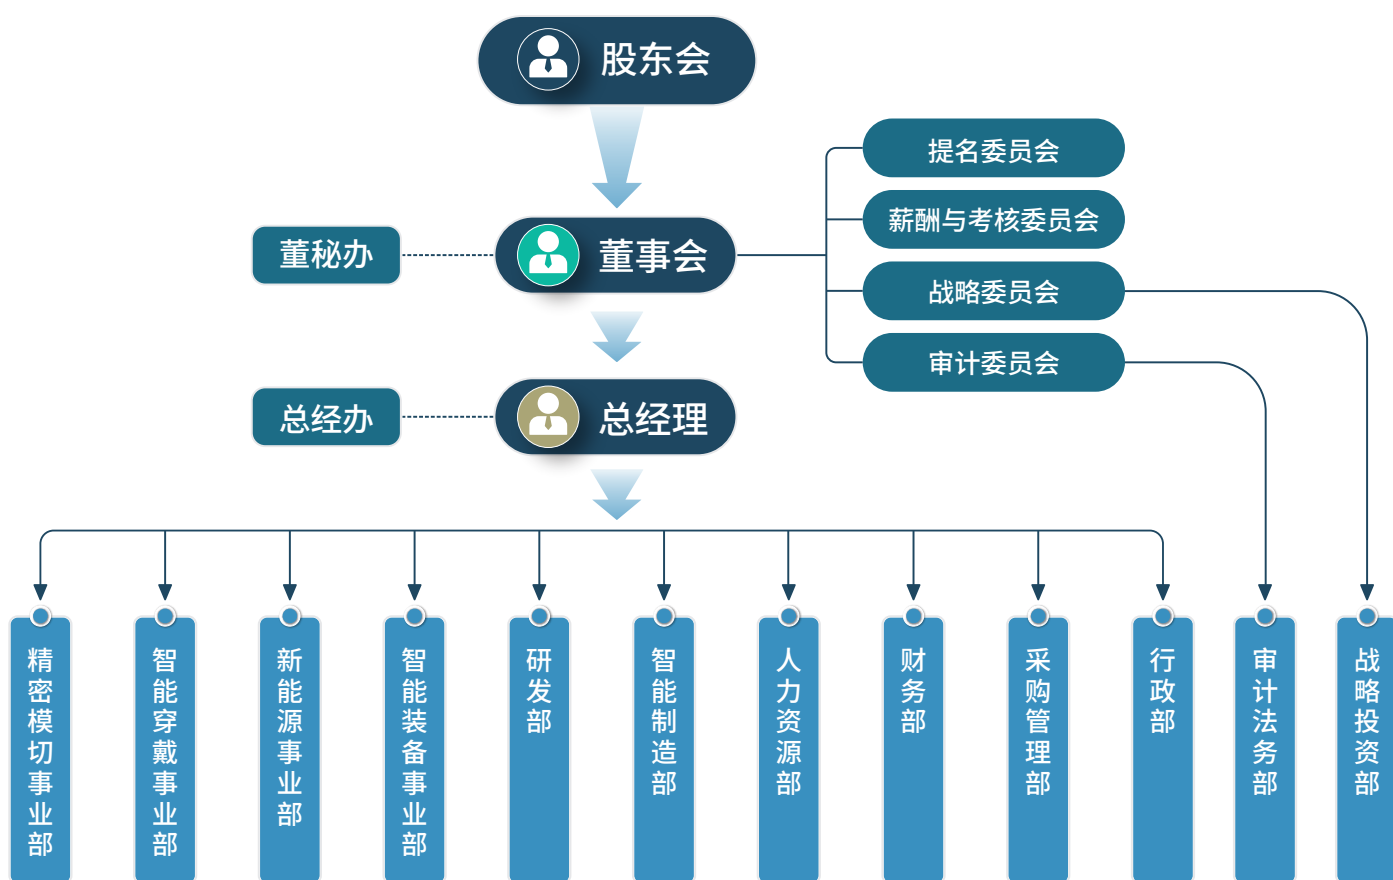 股东会
提名委员会
薪酬与考核委员会
董秘办
董事会
战略委员会
审计委员会
总经办
总经理
精密模切事业部
智能穿戴事业部
新能源事业部
智能装备事业部
研发部
智能制造部
人力资源部
财务部
采购管理部
行政部
审计法务部
战略投资部